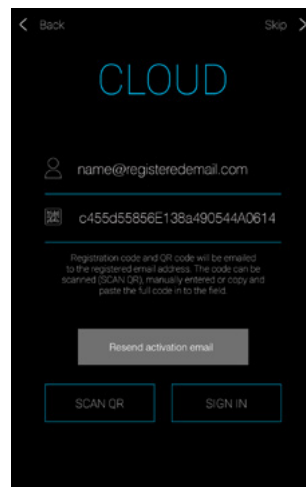 Back
Skip
CLOUD
name@registeredemail.com
c455d55856E138a490544A0614
Registration code and QR code will be emailed
to the registered email address. The code can be
scanned (SCAN QR), manually entered or copy and
paste the full code in to the field.
Resend activation email
SCAN QR
SIGN IN